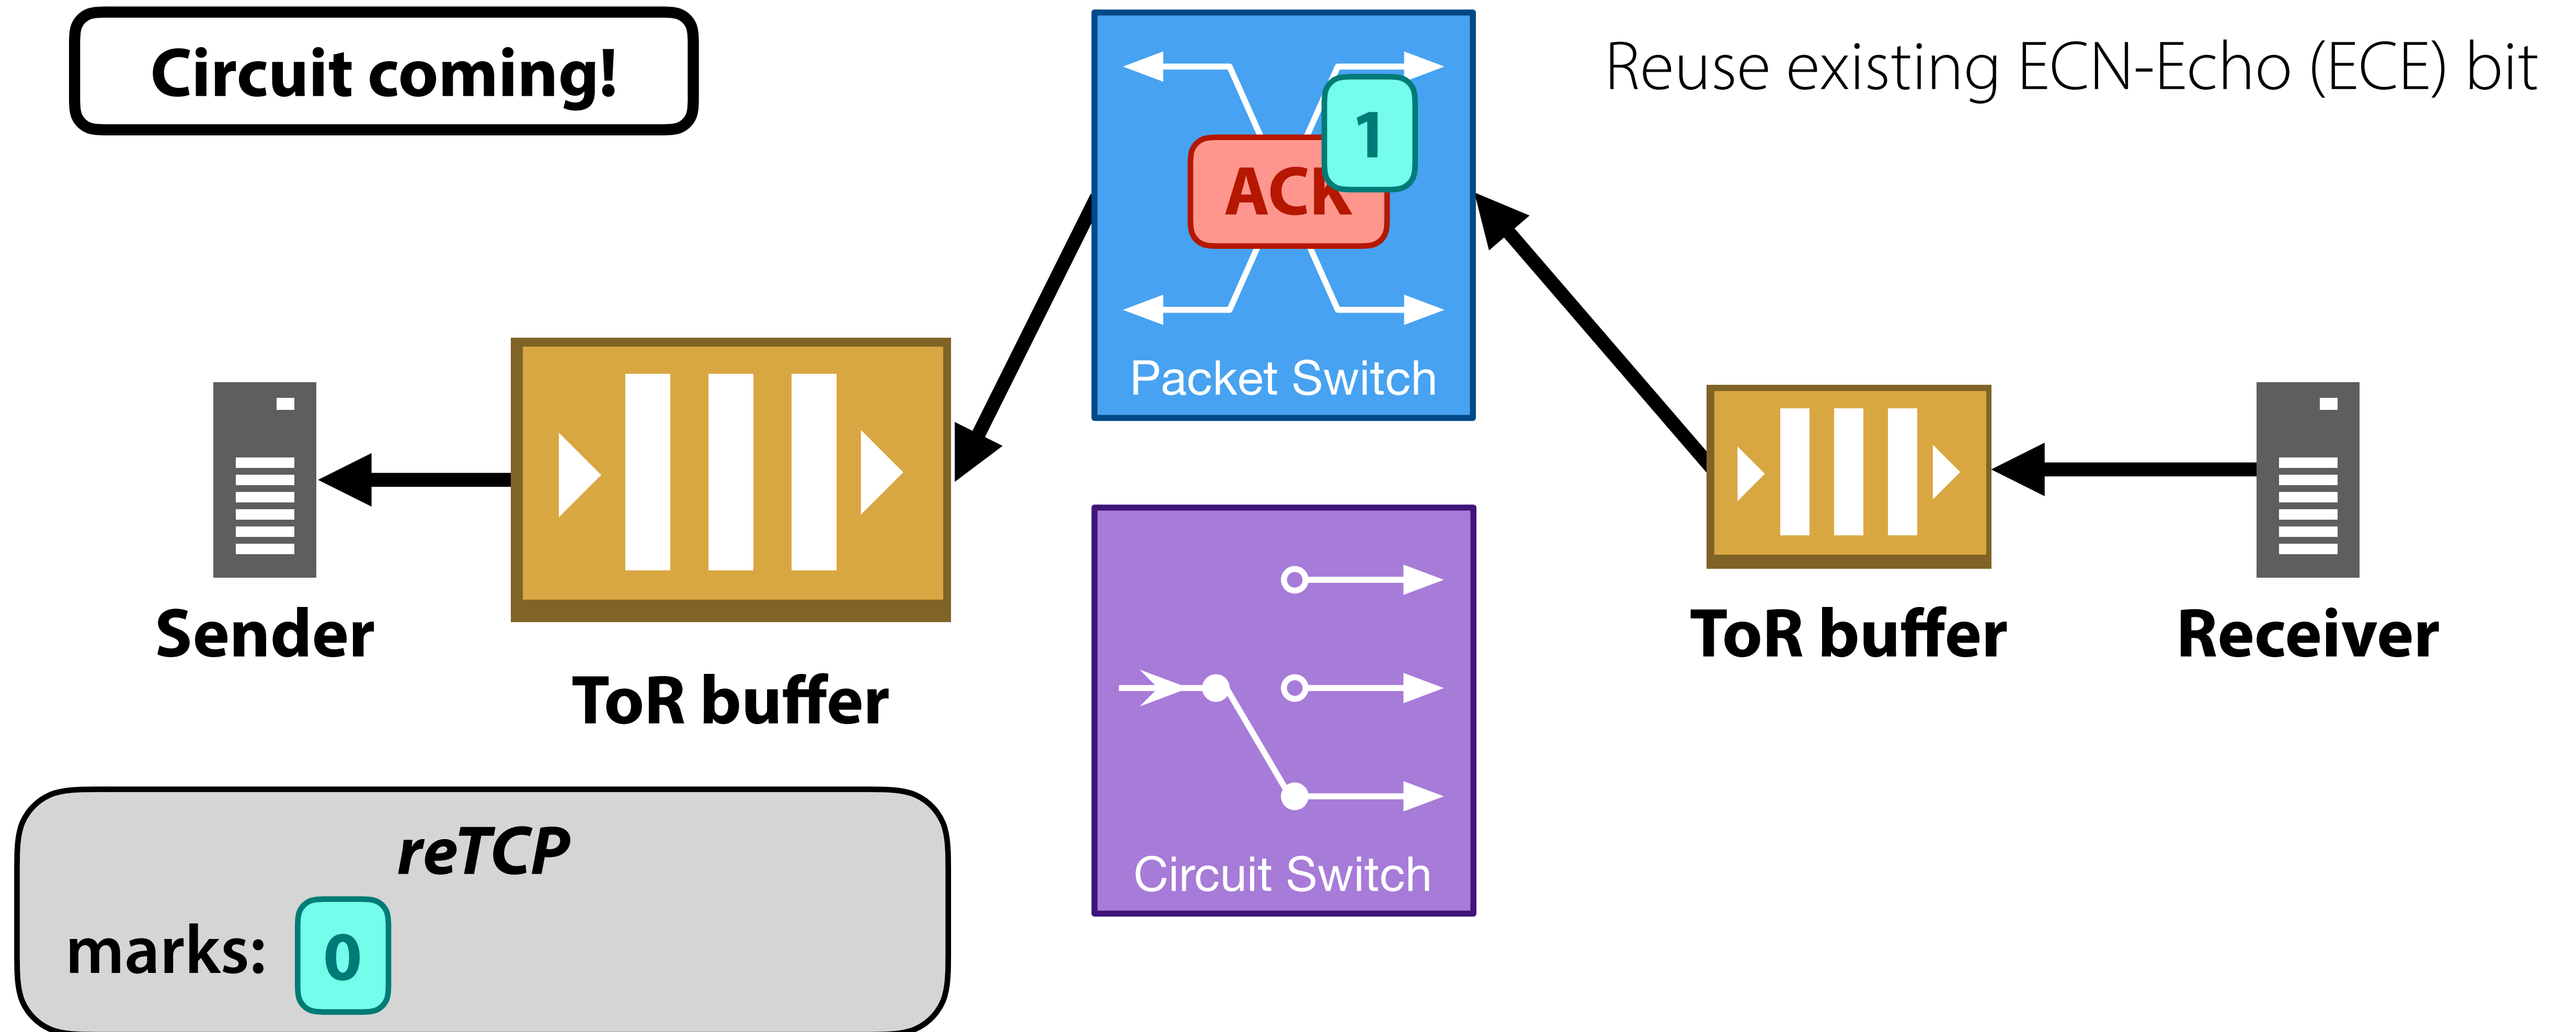 Circuit coming!
Reuse existing ECN-Echo (ECE) bit
1
ACK
Packet Switch
Sender
ToR buffer
ToR buffer
Receiver
Circuit Switch
reTCP
marks: 0